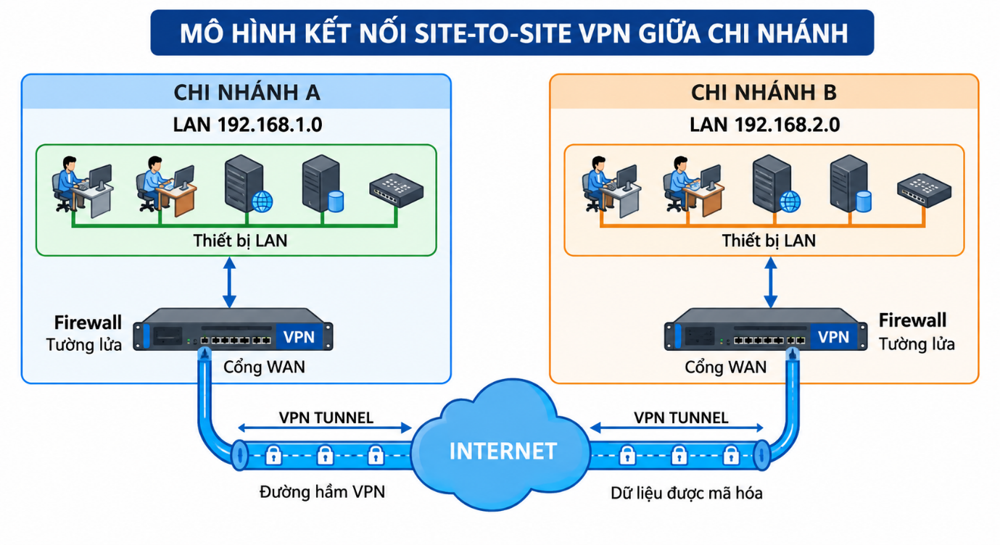 MÔ HÌNH KẾT NỐI SITE-TO-SITE VPN GIỮA CHI NHÁNH
CHI NHÁNH A
LAN 192.168.1.0
Thiết bị LAN
Firewall
Tường lửa
VPN
Cổng WAN
CHI NHÁNH B
LAN 192.168.2.0
Thiết bị LAN
VPN
Firewall
Tường lửa
Cổng WAN
VPN TUNNEL
INTERNET
VPN TUNNEL
Đường hầm VPN
Dữ liệu được mã hóa